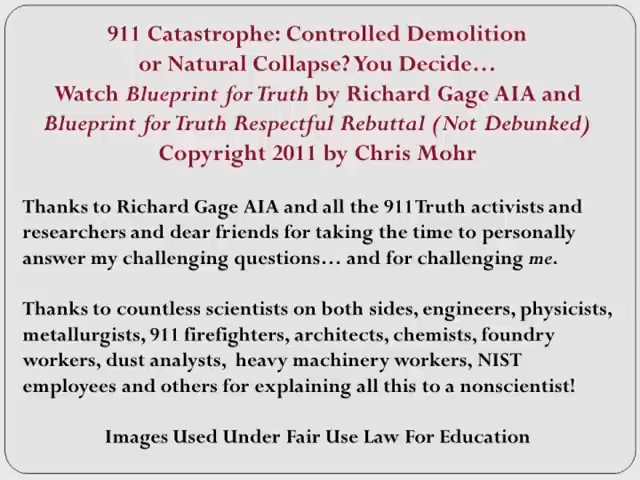 911 Catastrophe: Controlled Demolition
or Natural Collapse? You Decide...
Watch Blueprint for Truth by Richard Gage AIA and
Blueprint for Truth Respectful Rebuttal (Not Debunked)
Copyright 2011 by Chris Mohr
Thanks to Richard Gage AIA and all the 911 Truth activists and
researchers and dear friends for taking the time to personally
answer my challenging questions... and for challenging me.
Thanks to countless scientists on both sides, engineers, physicists,
metallurgists, 911 firefighters, architects, chemists, foundry
workers, dust analysts, heavy machinery workers, NIST
employees and others for explaining all this to a nonscientist!
Images Used Under Fair Use Law For Education